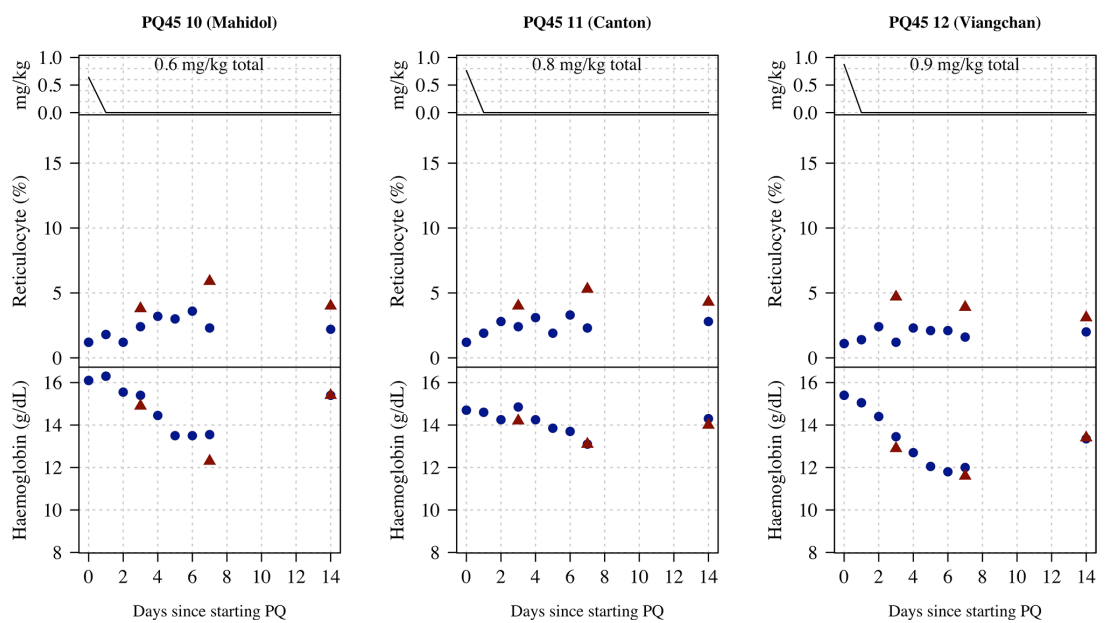 PQ45 10 (Mahidol)
PQ45 11 (Canton)
PQ45 12 (Viangchan)
mg/kg
1.0
0.5
0.0
0.6 mg/kg total
mg/kg
1.0
0.5
0.0
0.8 mg/kg total
mg/kg
1.0
0.5
0.0
0.9 mg/kg total
Reticulocyte (%)
15
10
5
0
Reticulocyte (%)
15
10
5
0
Reticulocyte (%)
15
10
5
0
Haemoglobin (g/dL)
16
14
12
10
8
Haemoglobin (g/dL)
16
14
12
10
8
Haemoglobin (g/dL)
16
14
12
10
8
0 2 4 6 8 10 12 14
0 2 4 6 8 10 12 14
0 2 4 6 8 10 12 14
Days since starting PQ
Days since starting PQ
Days since starting PQ